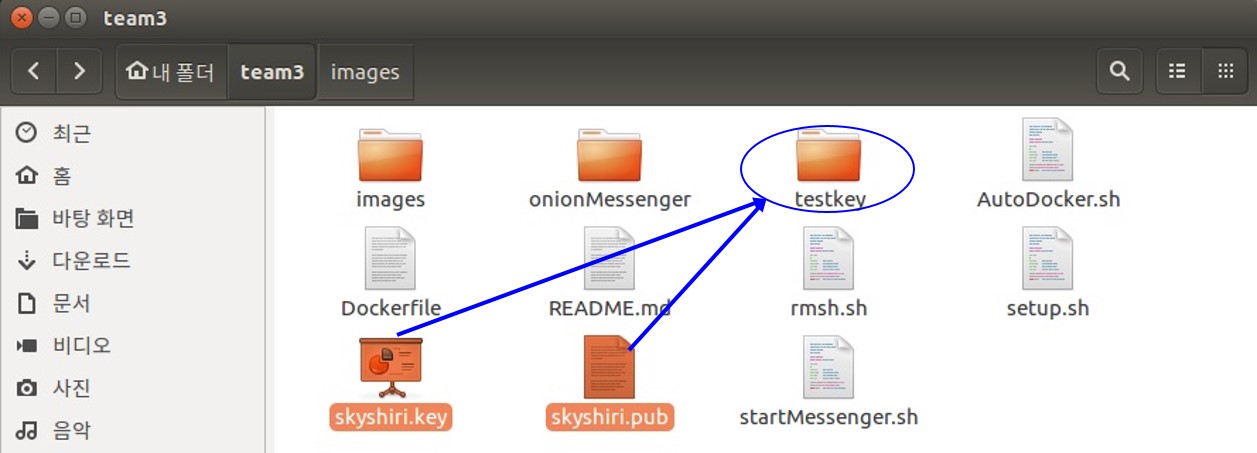 team3
내 폴더 team3 images
최근
홈
바탕 화면
다운로드
문서
비디오
사진
음악
images onionMessenger testkey AutoDocker.sh
Dockerfile README.md rmsh.sh setup.sh
skyshiri.key skyshiri.pub startMessenger.sh